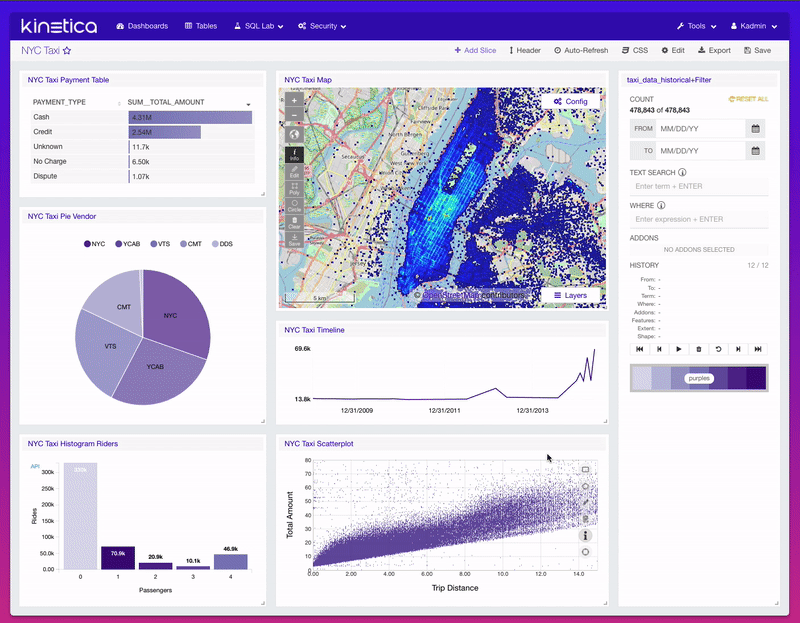 kinetica
Dashboards
Tables
SQL Lab
Security
Tools
Kadmin
NYC Taxi
+ Add Slice
Header
Auto-Refresh
CSS
Edit
Export
Save
NYC Taxi Payment Table
PAYMENT_TYPE SUM__TOTAL_AMOUNT
Cash 4.31M
Credit 2.54M
Unknown 11.7k
No Charge 6.50k
Dispute 1.07k
NYC Taxi Pie Vendor
NYC YCAB VTS CMT DDS
CMT
NYC
VTS
YCAB
NYC Taxi Histogram Riders
API
300k
250k
200k
150k
100k
50.0k
0.00
Rides
70.9k
20.9k
10.1k
46.9k
0 1 2 3 4
Passengers
NYC Taxi Map
Config
Info
Edit
Poly
Circle
Clear
Save
Cliffside Park
North Bergen
Secaucus
5 km
© OpenStreetMap contributors.
Layers
NYC Taxi Timeline
69.6k
13.8k
12/31/2009 12/31/2011 12/31/2013
NYC Taxi Scatterplot
80
70
60
50
40
30
20
10
0
Total Amount
0.00 2.00 4.00 6.00 8.00 10.0 12.0 14.0
Trip Distance
taxi_data_historical+Filter
COUNT
RESET ALL
478,843 of 478,843
FROM MM/DD/YY
TO MM/DD/YY
TEXT SEARCH
Enter term + ENTER
WHERE
Enter expression + ENTER
ADDONS
NO ADDONS SELECTED
HISTORY 12 / 12
From: -
To: -
Term: -
Where: -
Addons: -
Features: -
Extent: -
Shape: -
purples